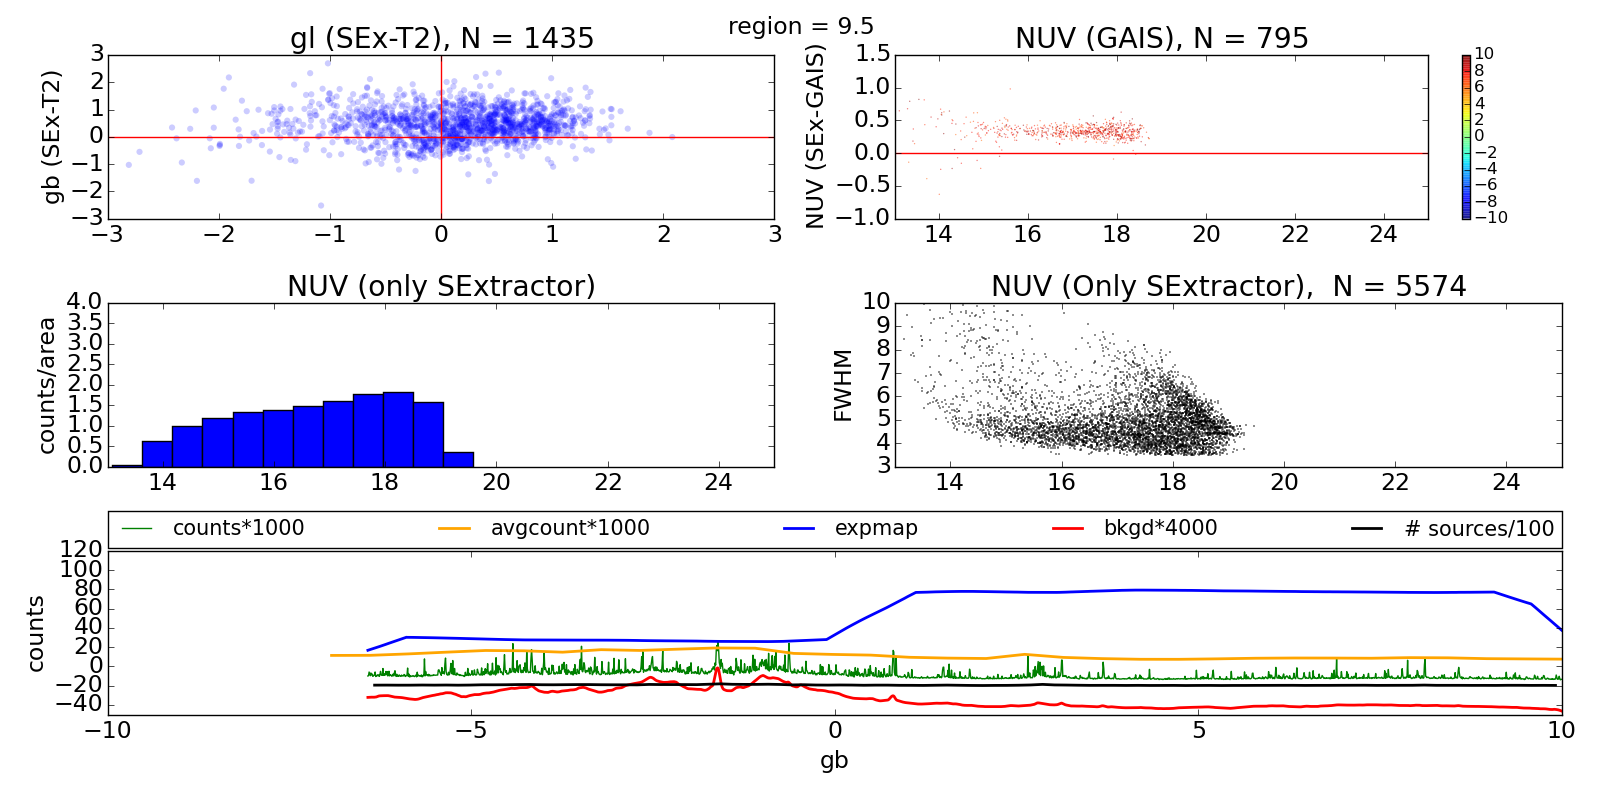 region = 9.5
gl (SEx-T2), N = 1435
gb (SEx-T2)
3
2
1
0
−1
−2
−3
−3 −2 −1 0 1 2 3
NUV (GAIS), N = 795
NUV (SEx-GAIS)
1.5
1.0
0.5
0.0
−0.5
−1.0
14 16 18 20 22 24
10
8
6
4
2
0
−2
−4
−6
−8
−10
NUV (only SExtractor)
counts/area
4.0
3.5
3.0
2.5
2.0
1.5
1.0
0.5
0.0
14 16 18 20 22 24
NUV (Only SExtractor), N = 5574
FWHM
10
9
8
7
6
5
4
3
14 16 18 20 22 24
counts*1000 avgcount*1000 expmap bkgd*4000 # sources/100
counts
120
100
80
60
40
20
0
−20
−40
−10 −5 0 5 10
gb